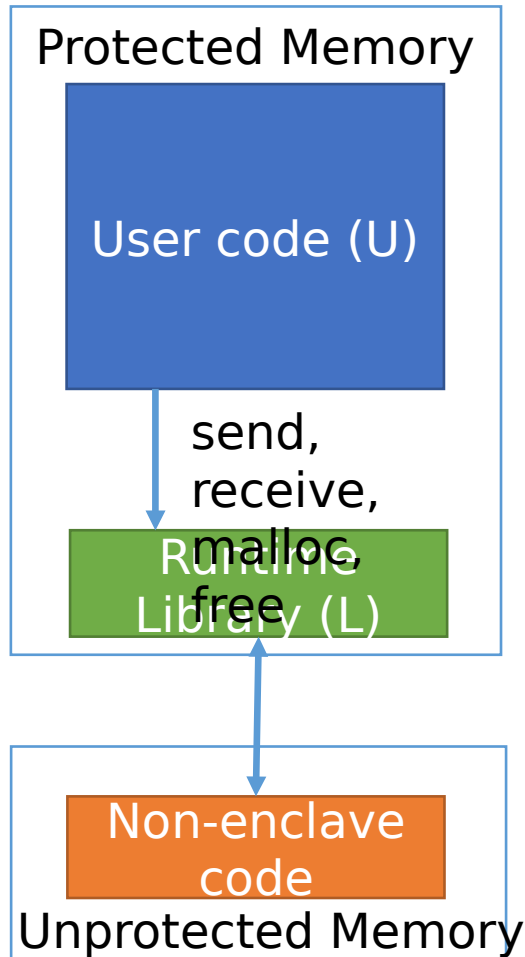 Protected Memory
User code (U)
send,
receive,
malloc,
free
Runtime
Library (L)
Non-enclave
code
Unprotected Memory